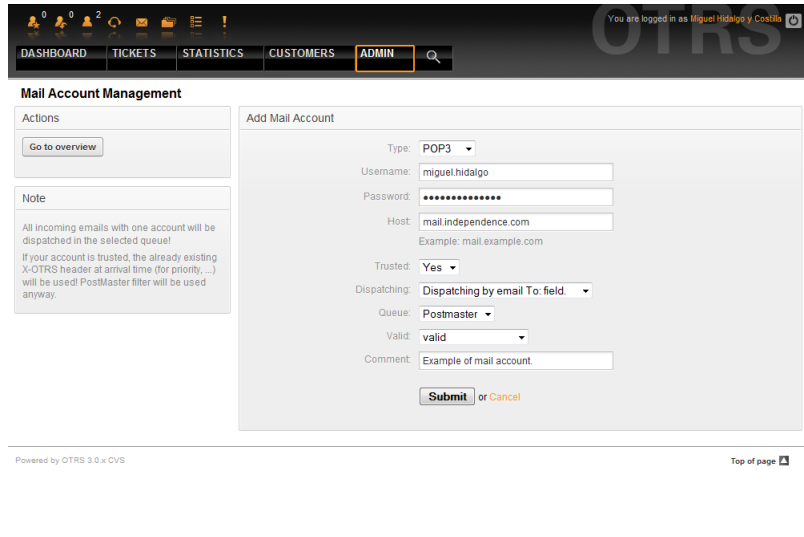 0 0 2
You are logged in as Miguel Hidalgo y Costilla
OTRS
DASHBOARD TICKETS STATISTICS CUSTOMERS ADMIN
Mail Account Management
Actions
Go to overview
Note
All incoming emails with one account will be
dispatched in the selected queue!
If your account is trusted, the already existing
X-OTRS header at arrival time (for priority, ...)
will be used! PostMaster filter will be used
anyway.
Add Mail Account
Type: POP3
Username: miguel.hidalgo
Password: ••••••••••••••
Host: mail.independence.com
Example: mail.example.com
Trusted: Yes
Dispatching: Dispatching by email To: field.
Queue: Postmaster
Valid: valid
Comment: Example of mail account.
Submit or Cancel
Powered by OTRS 3.0.x CVS
Top of page